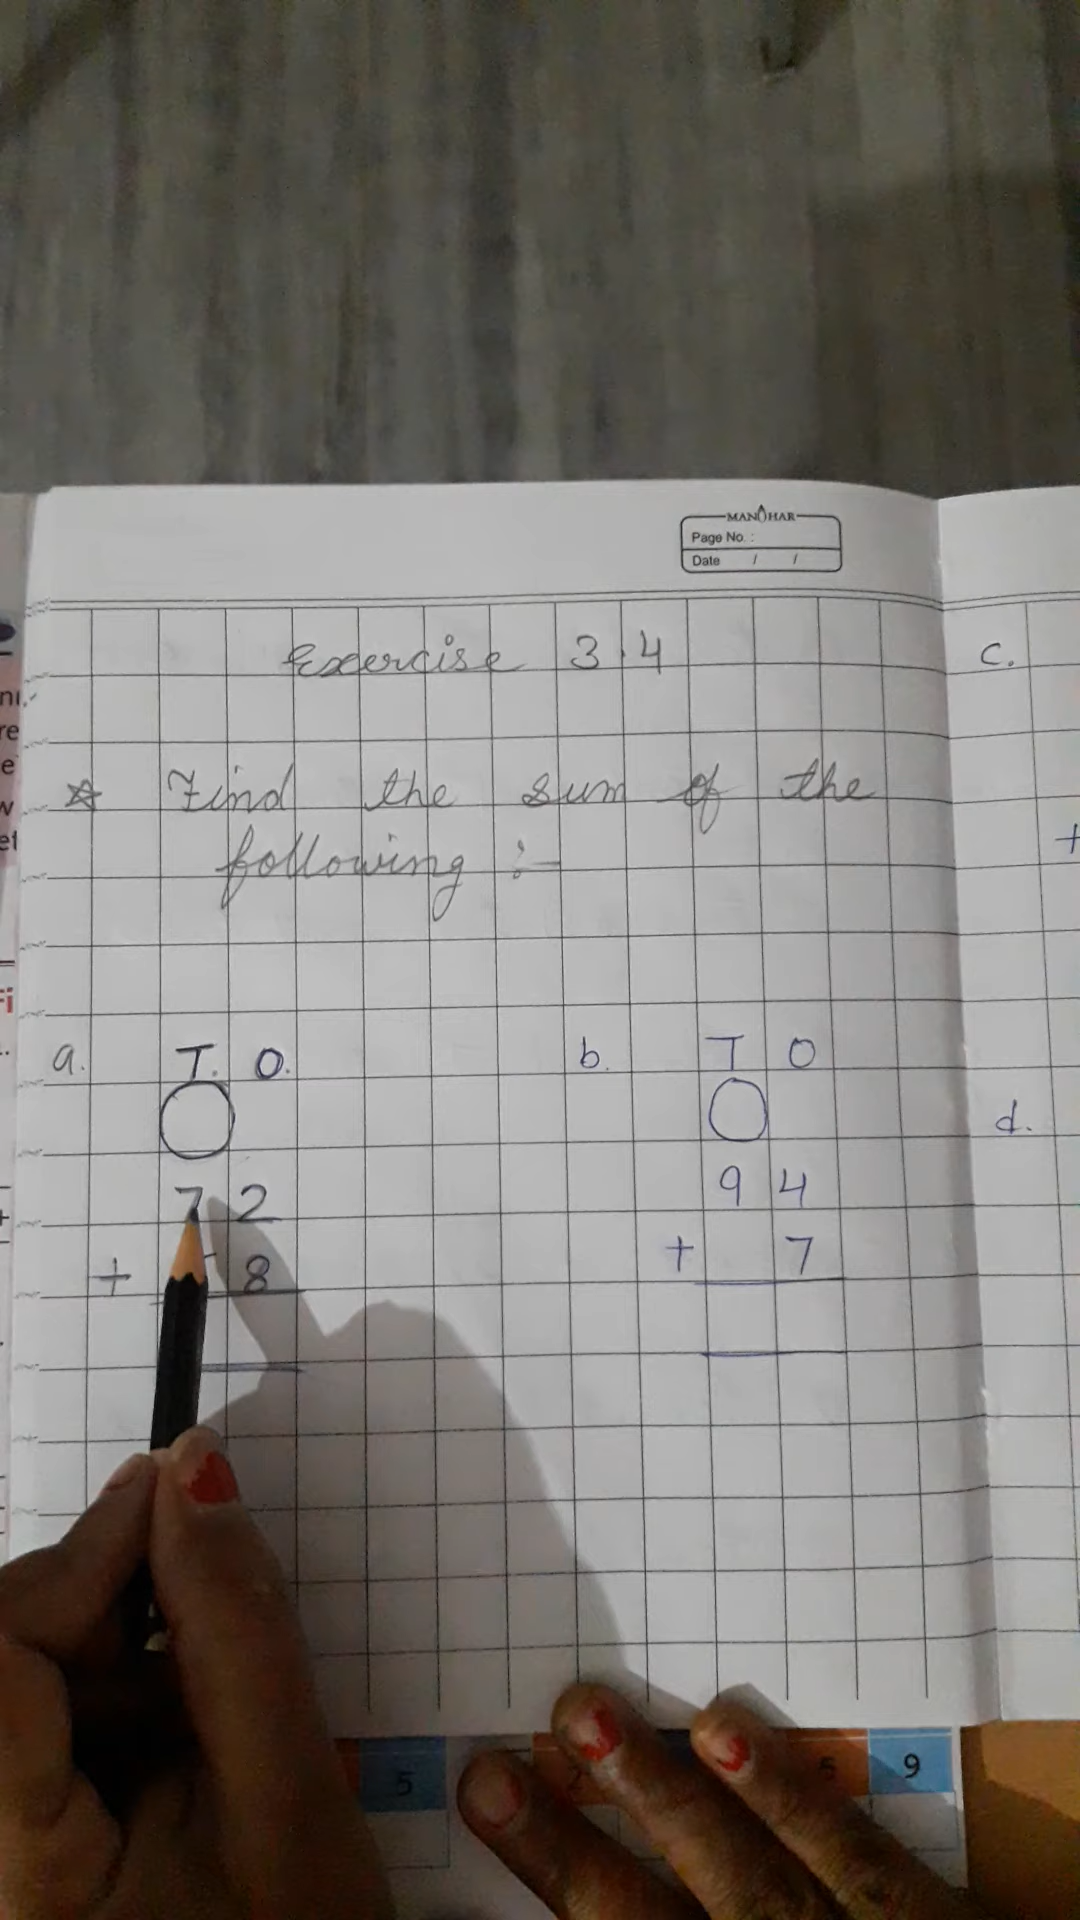 MANOHAR
Page No. :
Date / /
Exercise 3.4
c.
☆ Find the sum of the
following :-
+
a. T. O.
b. T O
d.
7 2
9 4
+ 8
+ 7
5
9